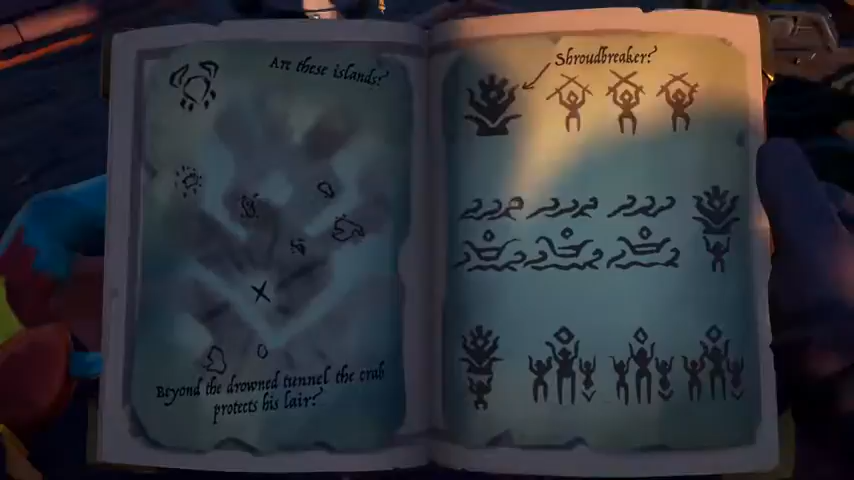 Are these islands?
Beyond the drowned tunnel the crab
protects his lair?
Shroudbreaker?